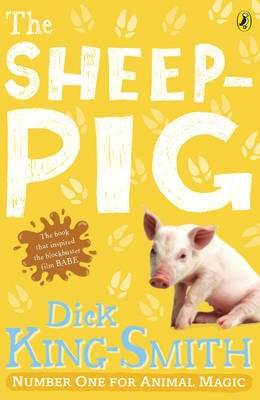 The
SHEEP-
PIG
The book
that inspired
the blockbuster
film BABE
Dick
KING-SMITH
NUMBER ONE FOR ANIMAL MAGIC